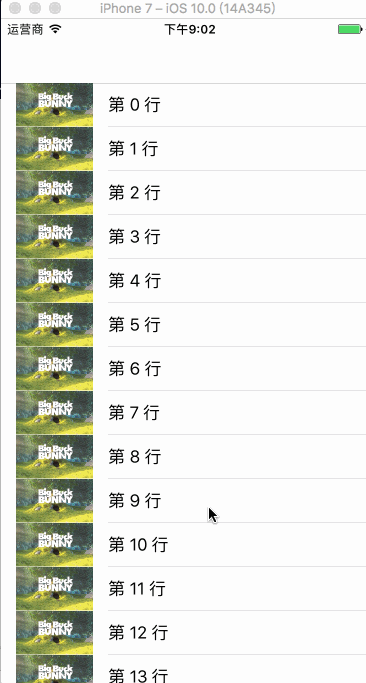 iPhone 7 – iOS 10.0 (14A345)
运营商 下午9:02
Big Buck BUNNY 第 0 行
Big Buck BUNNY 第 1 行
Big Buck BUNNY 第 2 行
Big Buck BUNNY 第 3 行
Big Buck BUNNY 第 4 行
Big Buck BUNNY 第 5 行
Big Buck BUNNY 第 6 行
Big Buck BUNNY 第 7 行
Big Buck BUNNY 第 8 行
Big Buck BUNNY 第 9 行
Big Buck BUNNY 第 10 行
Big Buck BUNNY 第 11 行
Big Buck BUNNY 第 12 行
Big Buck BUNNY 第 13 行